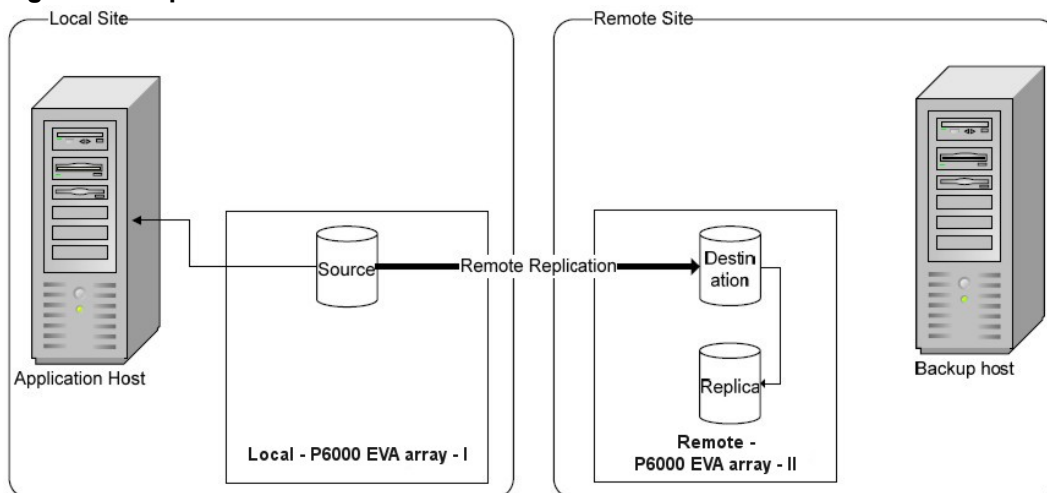 Local Site
Remote Site
Source
Remote Replication
Destin
ation
Replica
Application Host
Backup host
Local - P6000 EVA array - I
Remote -
P6000 EVA array - II